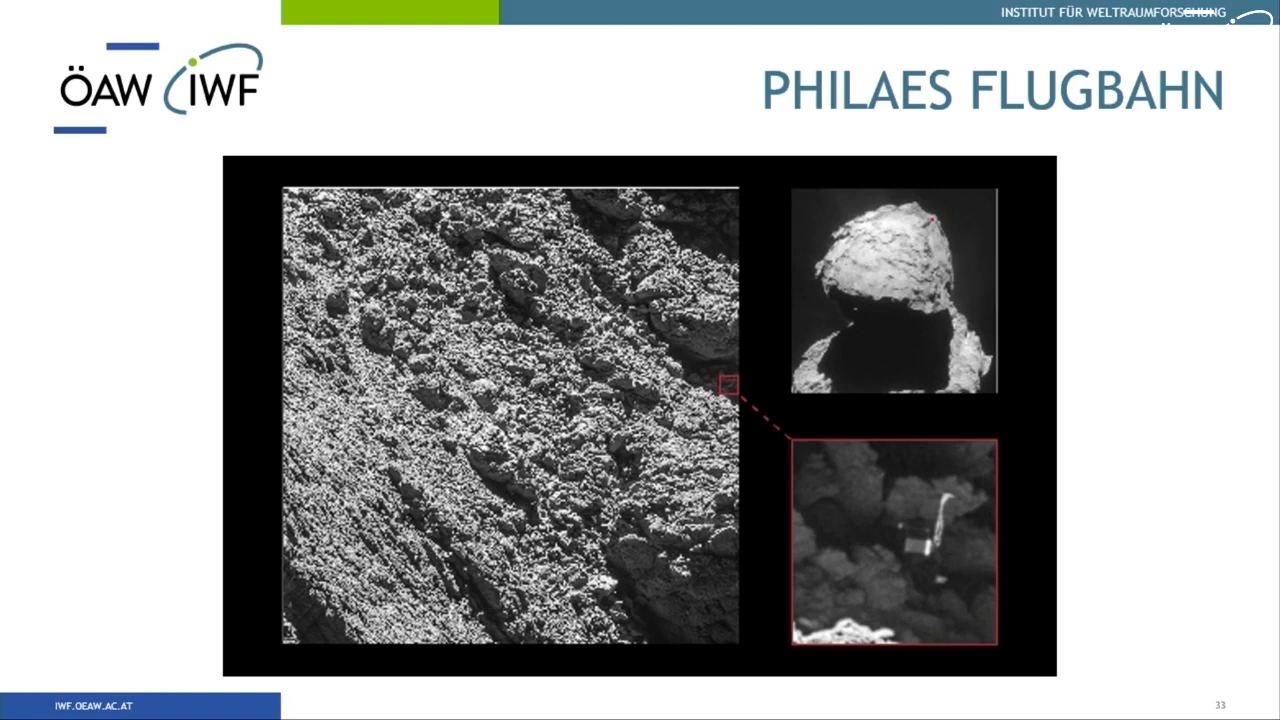 INSTITUT FÜR WELTRAUMFORSCHUNG
ÖAW IWF
PHILAES FLUGBAHN
IWF.OEAW.AC.AT
33